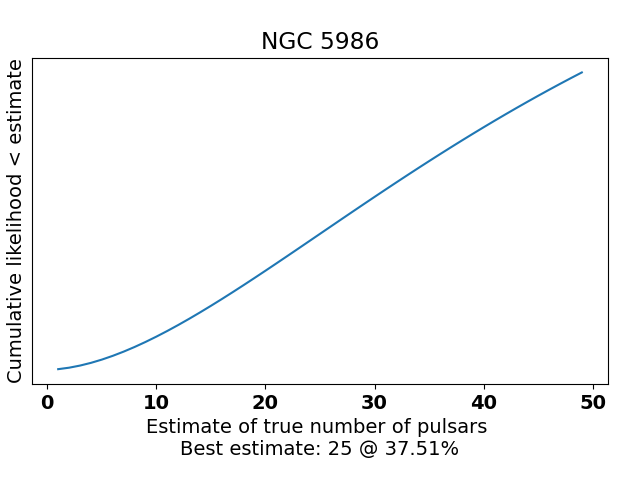 NGC 5986
Cumulative likelihood < estimate
0 10 20 30 40 50
Estimate of true number of pulsars
Best estimate: 25 @ 37.51%